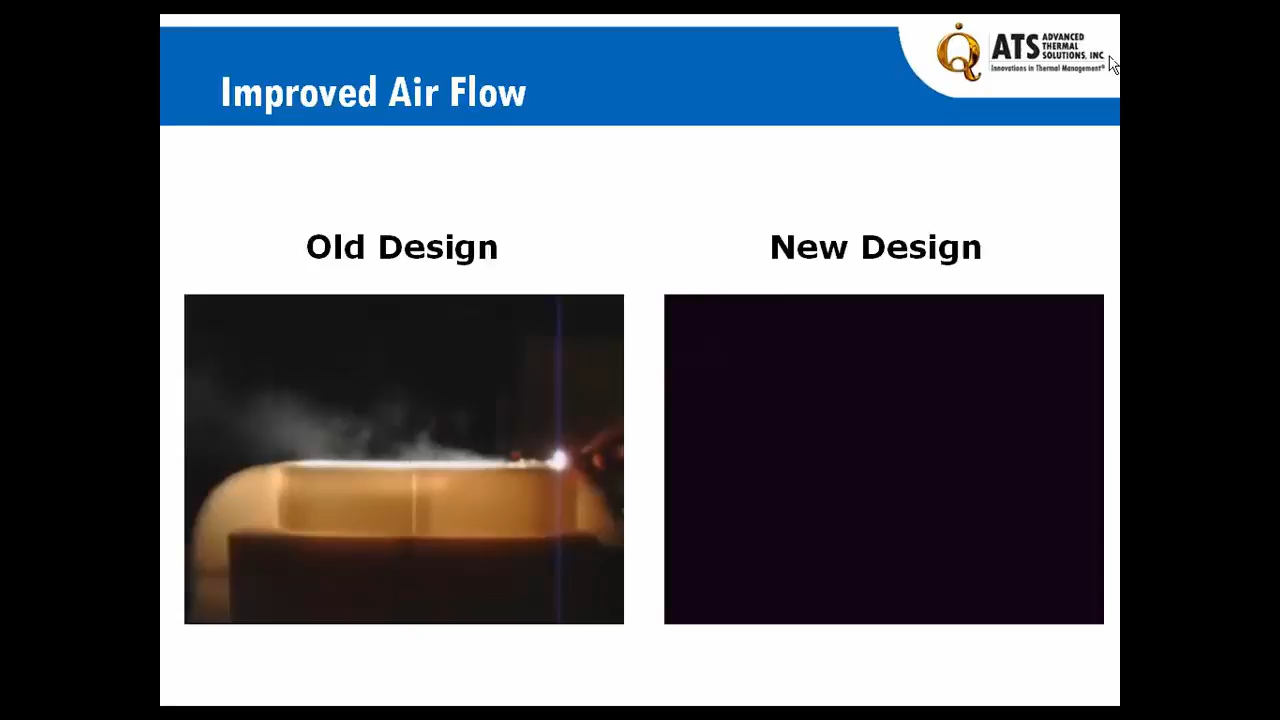 Improved Air Flow
ATS ADVANCED THERMAL SOLUTIONS, INC
Innovations in Thermal Management®
Old Design
New Design